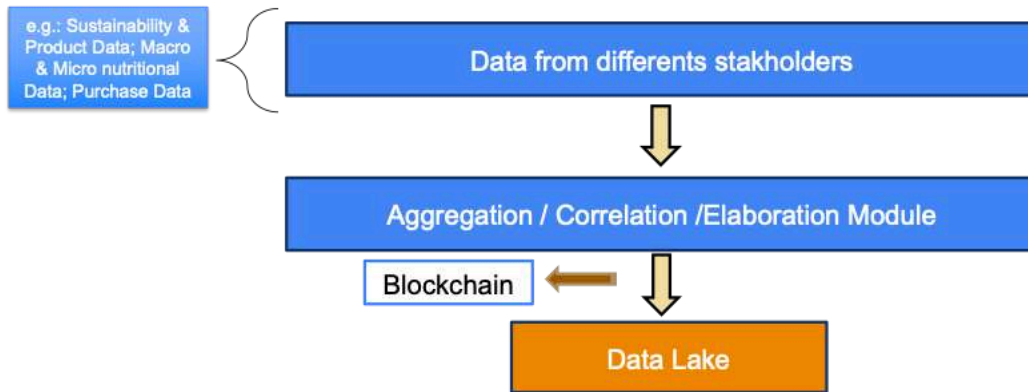 e.g.: Sustainability &
Product Data; Macro
& Micro nutritional
Data; Purchase Data
Data from differents stakholders
Aggregation / Correlation /Elaboration Module
Blockchain
Data Lake